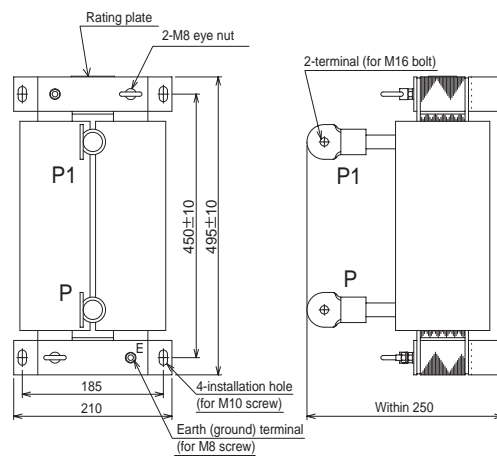 Rating plate
2-M8 eye nut
2-terminal (for M16 bolt)
P1
P1
450±10
495±10
P
P
E
185
4-installation hole
(for M10 screw)
210
Within 250
Earth (ground) terminal
(for M8 screw)